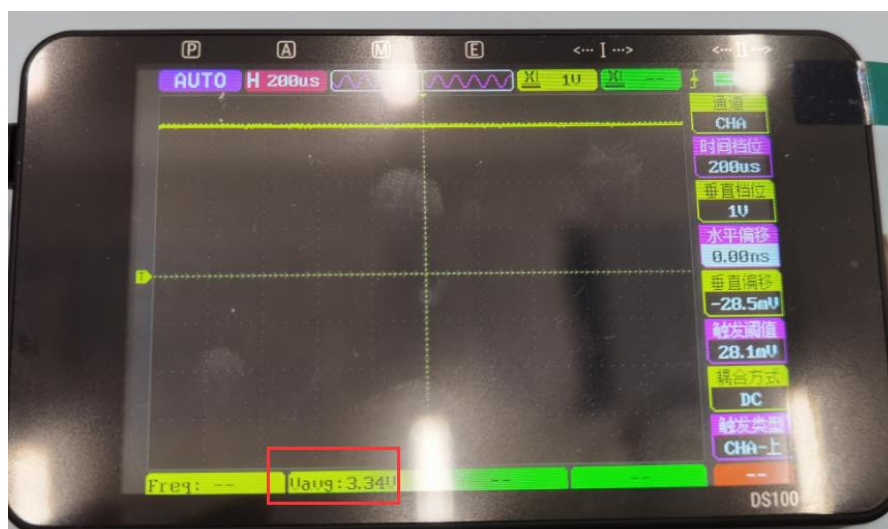 P A M E <--- I ---> <--- II --->
AUTO H 200us X1 1V X1 --
通道
CHA
时间档位
200us
垂直档位
1V
水平偏移
0.00ns
垂直偏移
-28.5mV
触发阈值
28.1mV
耦合方式
DC
触发类型
CHA-上
T
Freq: -- Vavg:3.34V -- -- --
DS100